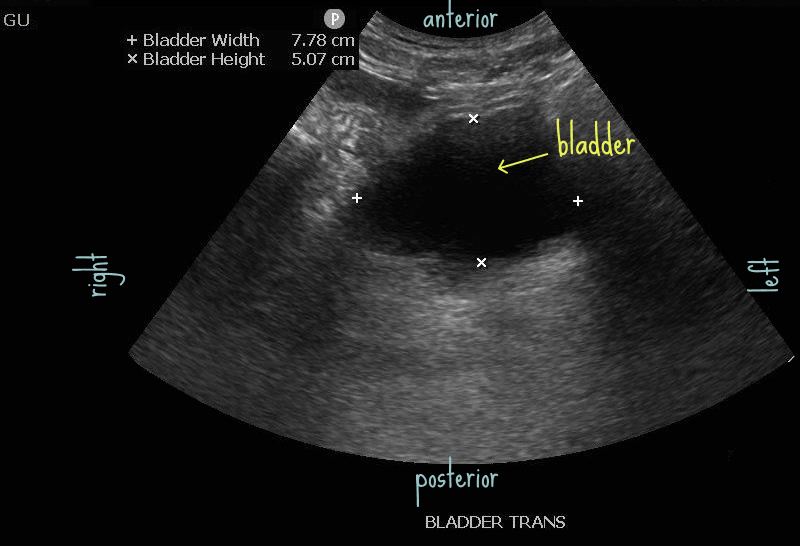 GU
P
anterior
+ Bladder Width 7.78 cm
× Bladder Height 5.07 cm
bladder
right
left
posterior
BLADDER TRANS